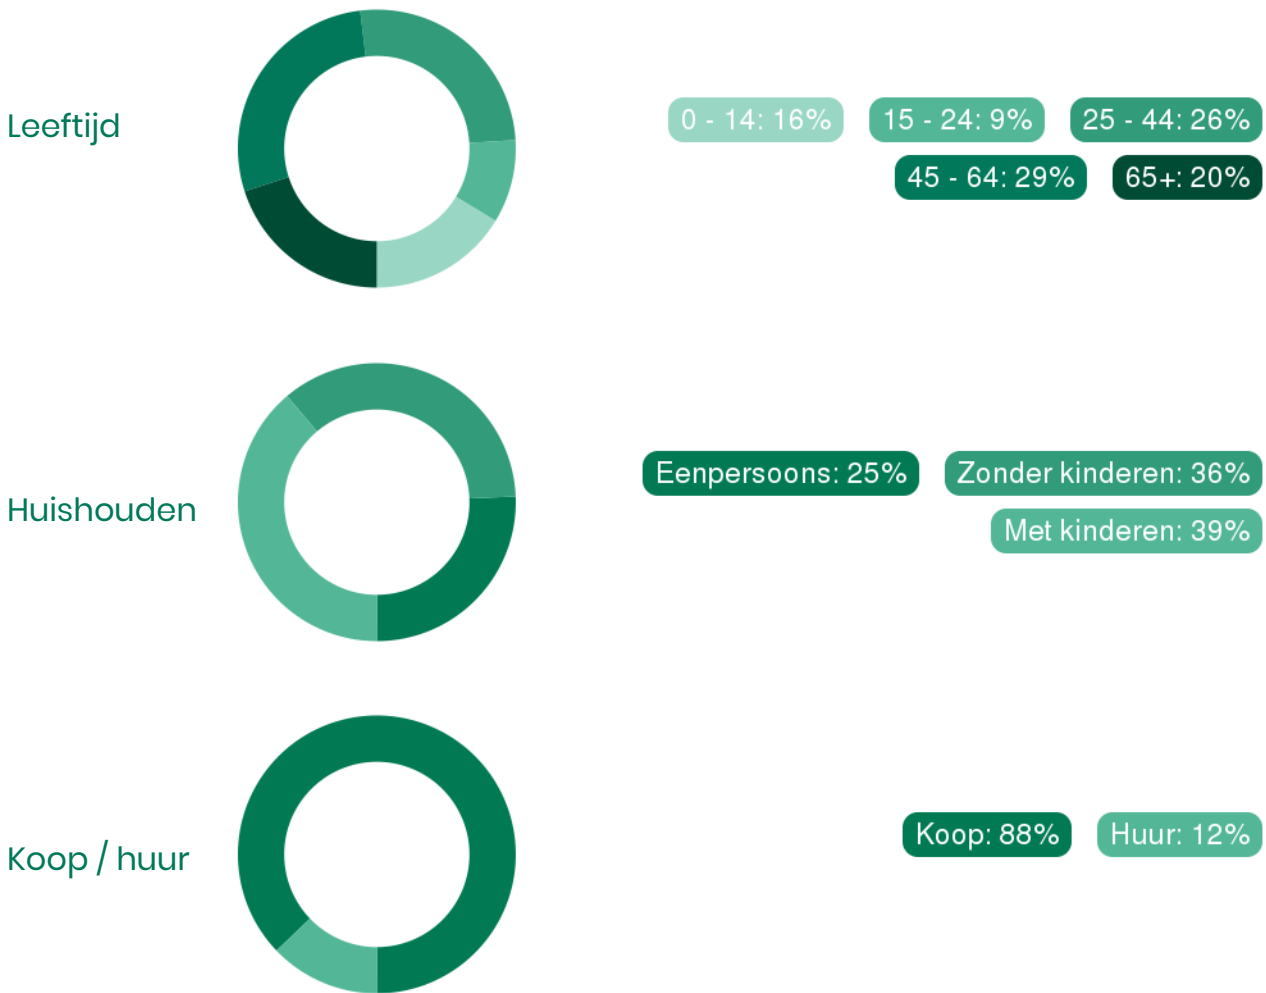 Leeftijd
0 - 14: 16% 15 - 24: 9% 25 - 44: 26%
45 - 64: 29% 65+: 20%
Huishouden
Eenpersoons: 25% Zonder kinderen: 36%
Met kinderen: 39%
Koop / huur
Koop: 88% Huur: 12%